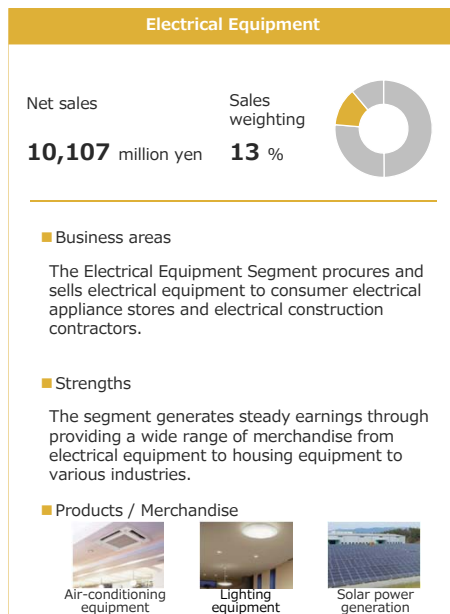 Electrical Equipment
Net sales
10,107 million yen
Sales
weighting
13 %
Business areas
The Electrical Equipment Segment procures and
sells electrical equipment to consumer electrical
appliance stores and electrical construction
contractors.
Strengths
The segment generates steady earnings through
providing a wide range of merchandise from
electrical equipment to housing equipment to
various industries.
Products / Merchandise
Air-conditioning
equipment
Lighting
equipment
Solar power
generation